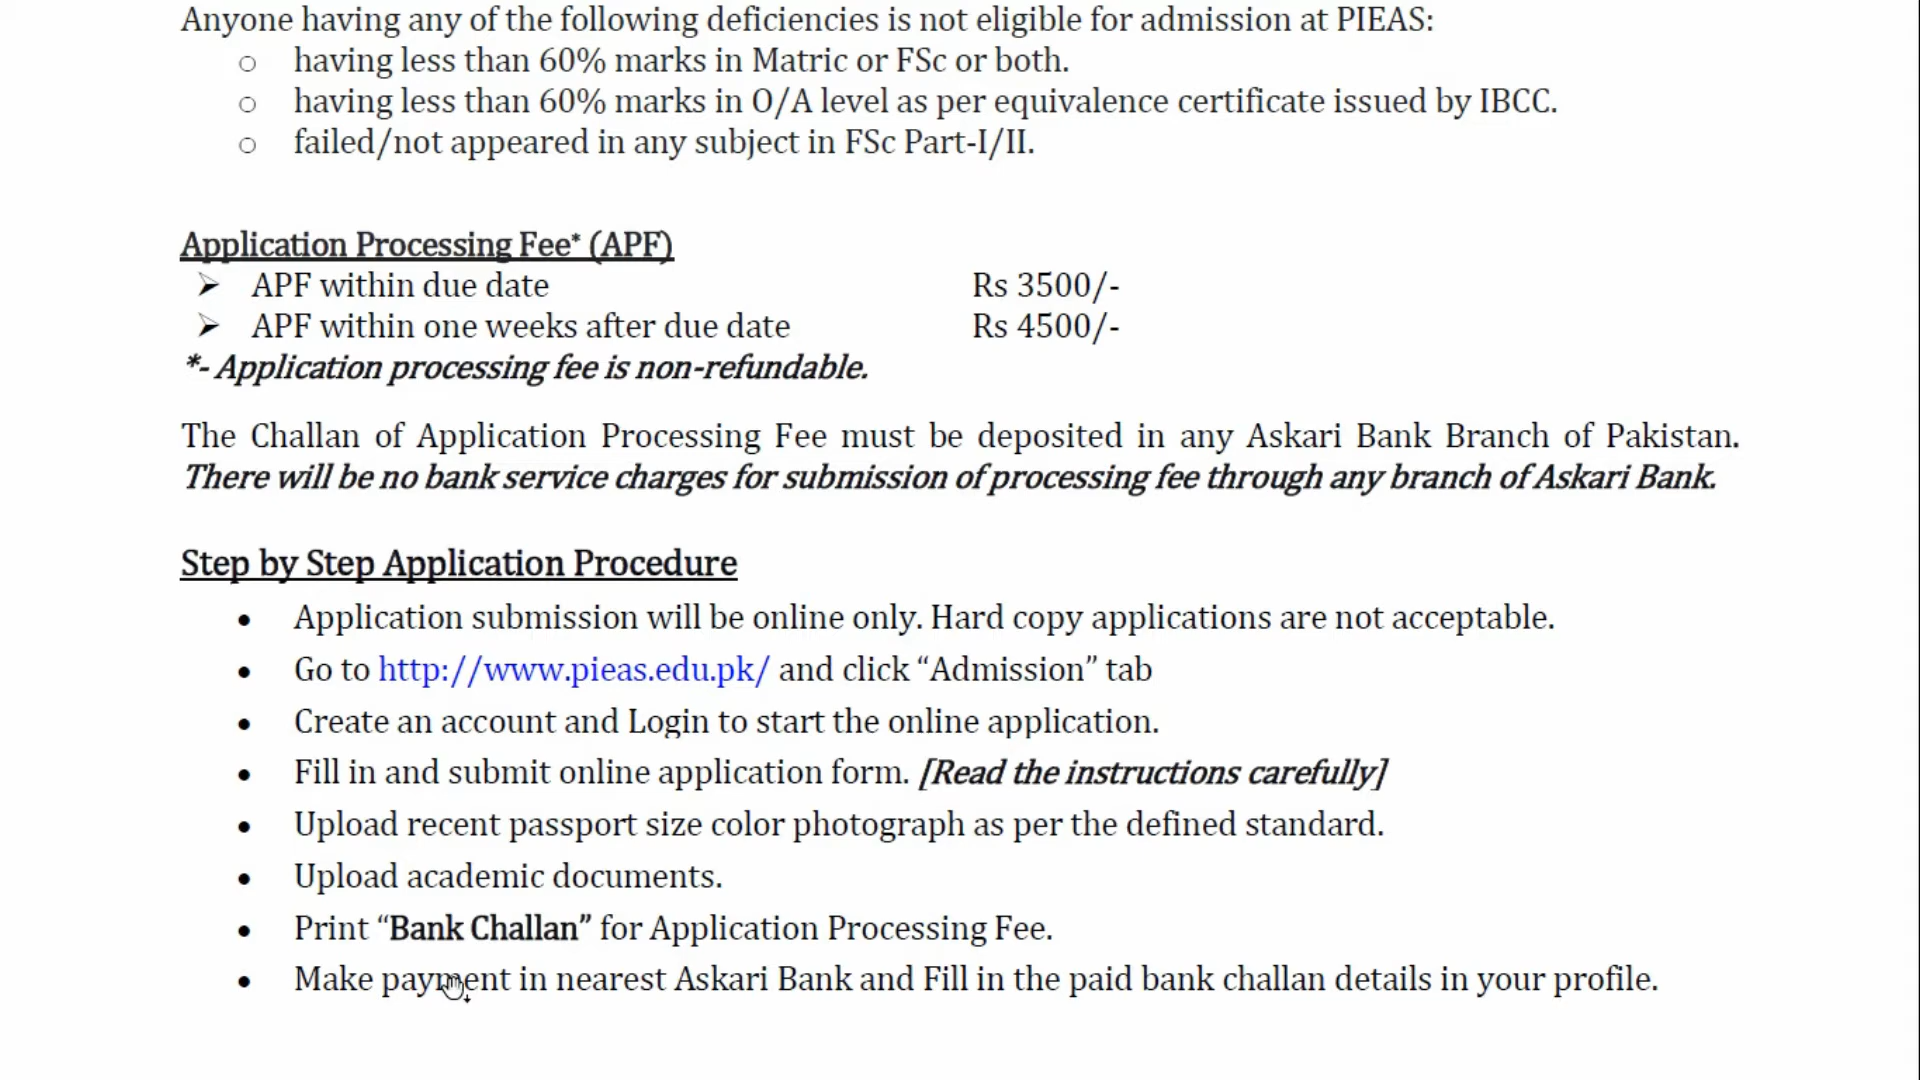 Anyone having any of the following deficiencies is not eligible for admission at PIEAS:
○ having less than 60% marks in Matric or FSc or both.
○ having less than 60% marks in O/A level as per equivalence certificate issued by IBCC.
○ failed/not appeared in any subject in FSc Part-I/II.
Application Processing Fee* (APF)
➢ APF within due date Rs 3500/-
➢ APF within one weeks after due date Rs 4500/-
*- Application processing fee is non-refundable.
The Challan of Application Processing Fee must be deposited in any Askari Bank Branch of Pakistan.
There will be no bank service charges for submission of processing fee through any branch of Askari Bank.
Step by Step Application Procedure
• Application submission will be online only. Hard copy applications are not acceptable.
• Go to http://www.pieas.edu.pk/ and click “Admission” tab
• Create an account and Login to start the online application.
• Fill in and submit online application form. [Read the instructions carefully]
• Upload recent passport size color photograph as per the defined standard.
• Upload academic documents.
• Print “Bank Challan” for Application Processing Fee.
• Make payment in nearest Askari Bank and Fill in the paid bank challan details in your profile.